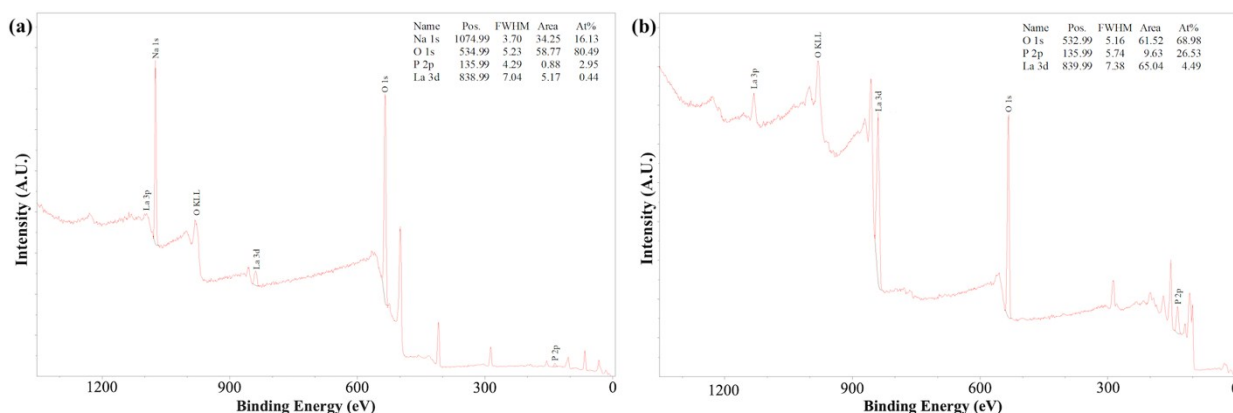 (a)
Name Pos. FWHM Area At%
Na 1s 1074.99 3.70 34.25 16.13
O 1s 534.99 5.23 58.77 80.49
P 2p 135.99 4.29 0.88 2.95
La 3d 838.99 7.04 5.17 0.44
Na 1s
La 3p
O KLL
La 3d
O 1s
P 2p
Intensity (A.U.)
1200 900 600 300 0
Binding Energy (eV)
(b)
Name Pos. FWHM Area At%
O 1s 532.99 5.16 61.52 68.98
P 2p 135.99 5.74 9.63 26.53
La 3d 839.99 7.38 65.04 4.49
La 3p
O KLL
La 3d
O 1s
P 2p
Intensity (A.U.)
1200 900 600 300 0
Binding Energy (eV)